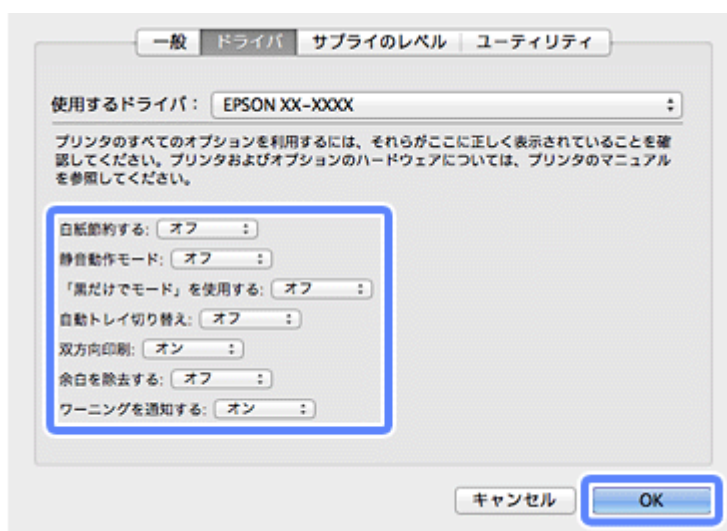 一般 ドライバ サプライのレベル ユーティリティ
使用するドライバ： EPSON XX-XXXX
プリンタのすべてのオプションを利用するには、それらがここに正しく表示されていることを確
認してください。プリンタおよびオプションのハードウェアについては、プリンタのマニュアル
を参照してください。
白紙節約する: オフ
静音動作モード: オフ
「黒だけでモード」を使用する: オフ
自動トレイ切り替え: オフ
双方向印刷: オン
余白を除去する: オフ
ワーニングを通知する: オン
キャンセル OK